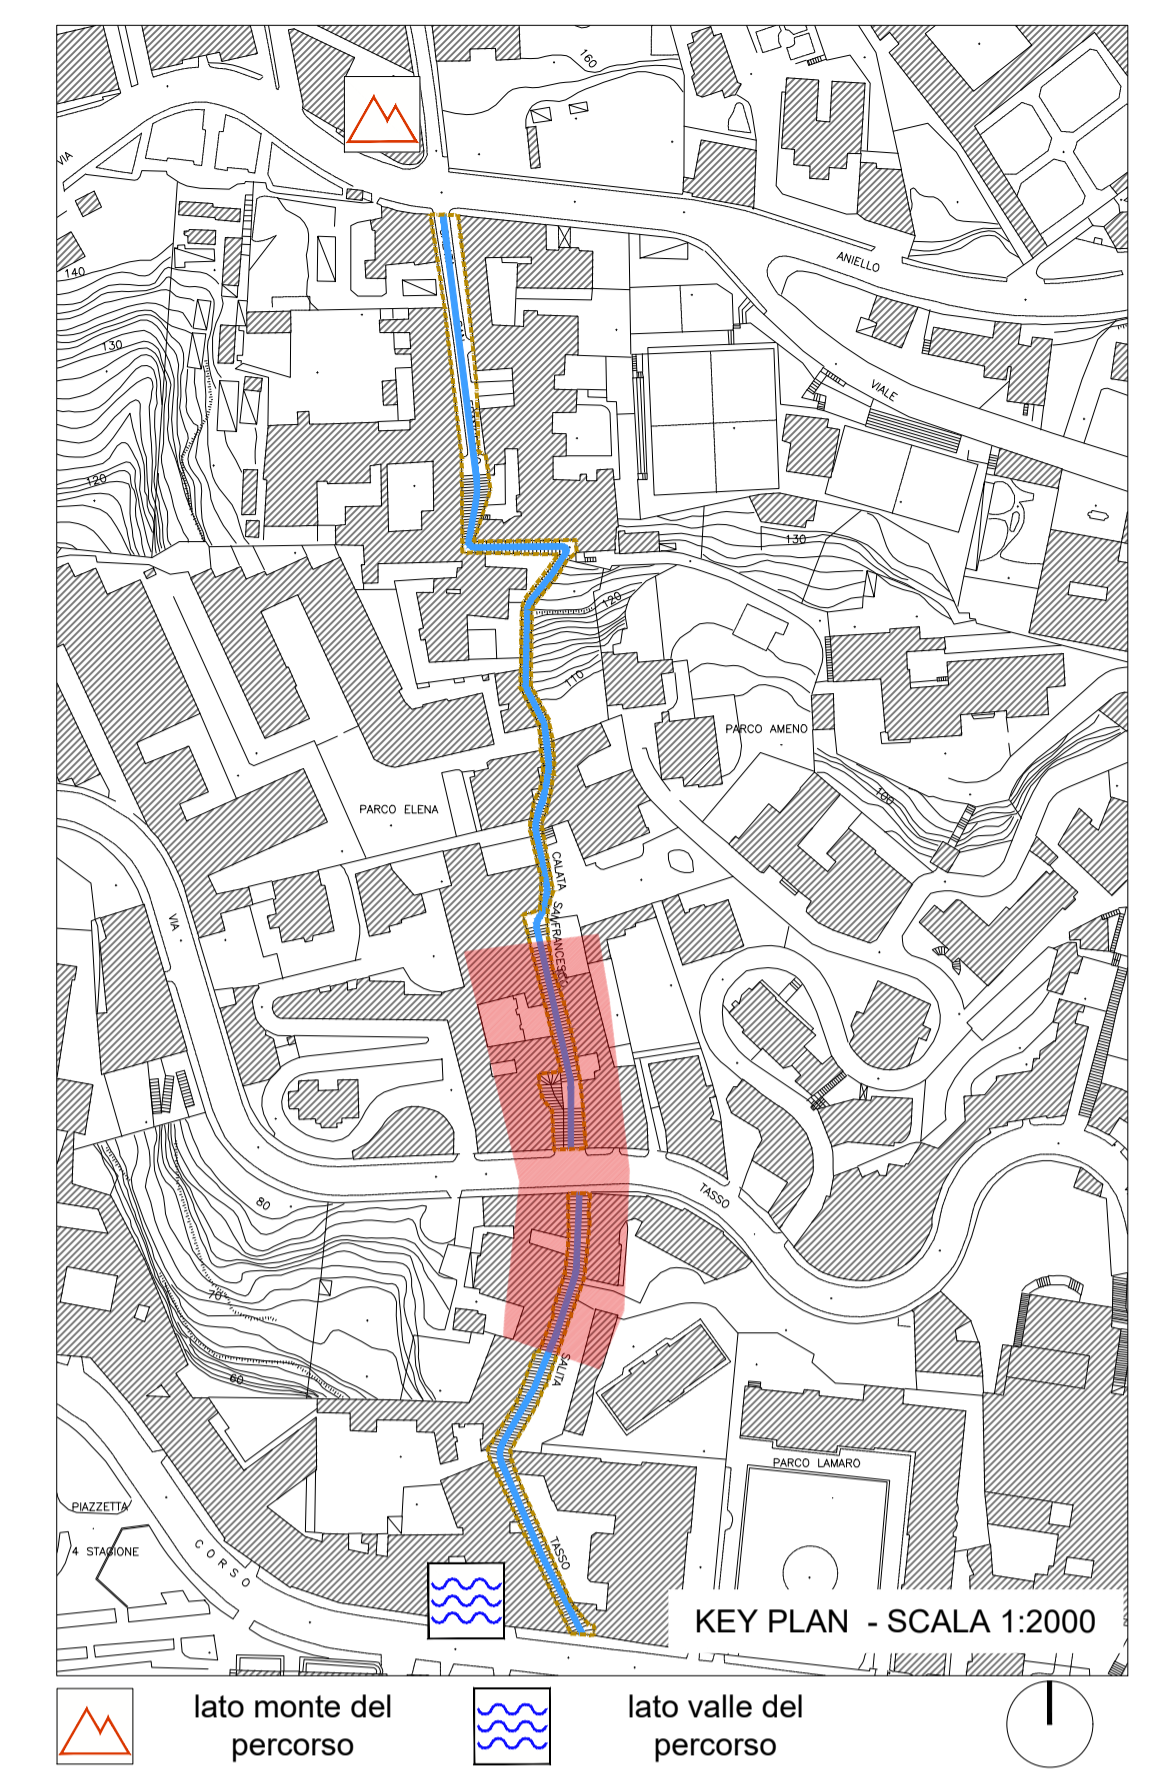 160
VIA
140
ANIELLO
130
VIALE
120
130
120
110
PARCO AMENO
100
PARCO ELENA
CALATA SANFRANCESCO
VIA
TASSO
80
70
60
SALITA
PARCO LAMARO
PIAZZETTA
4 STAGIONE
CORSO
TASSO
KEY PLAN - SCALA 1:2000
lato monte del
percorso
lato valle del
percorso